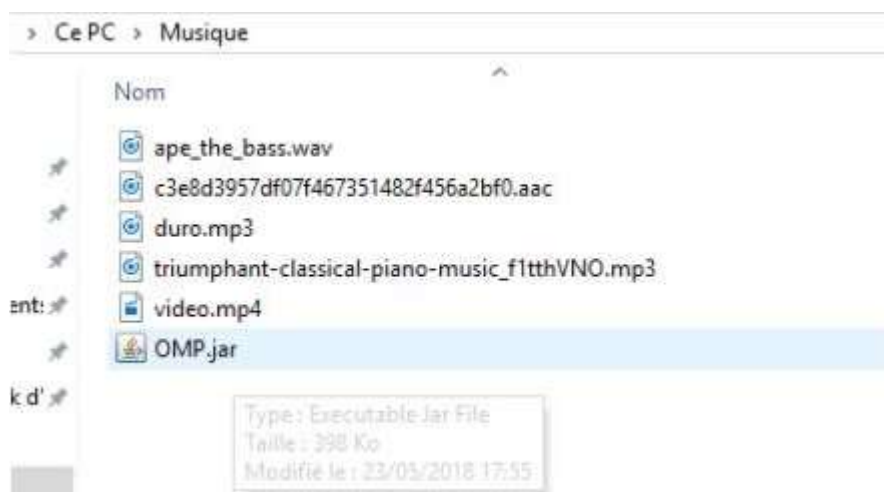 > Ce PC > Musique
Nom
ape_the_bass.wav
c3e8d3957df07f467351482f456a2bf0.aac
duro.mp3
triumphant-classical-piano-music_f1tthVNO.mp3
ent:
video.mp4
OMP.jar
k d'
Type : Executable Jar File
Taille : 398 Ko
Modifié le : 23/05/2018 17:55